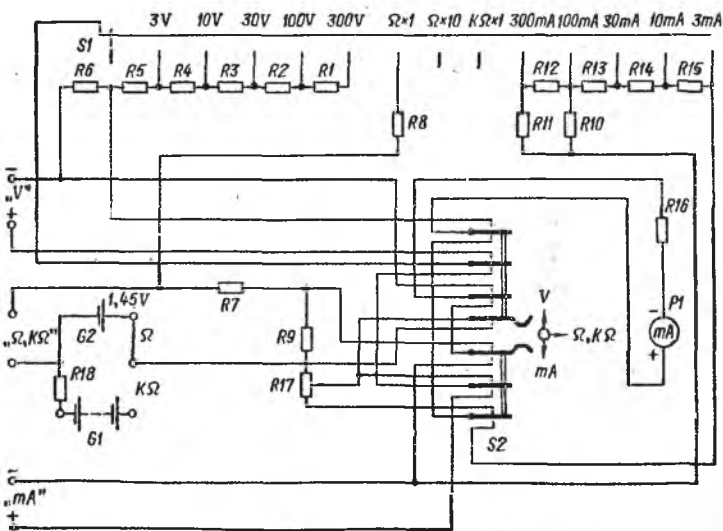 3V 10V 30V 100V 300V Ω×1 Ω×10 KΩ×1 300mA 100mA 30mA 10mA 3mA
S1
R6 R5 R4 R3 R2 R1 R12 R13 R14 R15
R8 R11 R10
−
„V"
+
R16
1,45V
R7
G2 Ω
„Ω,KΩ"
R9
V
Ω,KΩ
mA
−
P1
mA
+
R18 KΩ
R17
G1
S2
−
„mA"
+